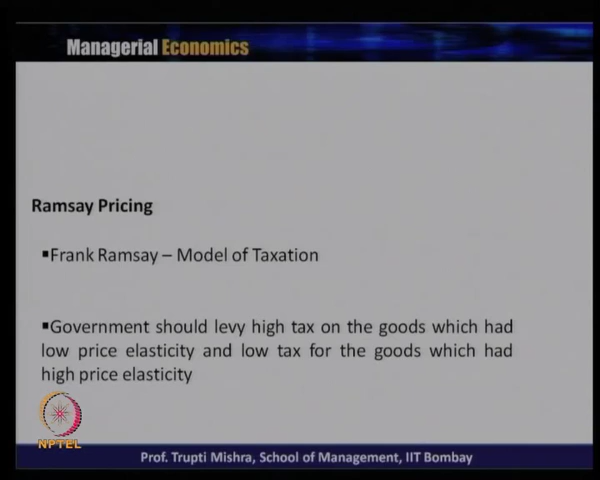 Managerial Economics
Ramsay Pricing
▪Frank Ramsay – Model of Taxation
▪Government should levy high tax on the goods which had
low price elasticity and low tax for the goods which had
high price elasticity
NPTEL
Prof. Trupti Mishra, School of Management, IIT Bombay